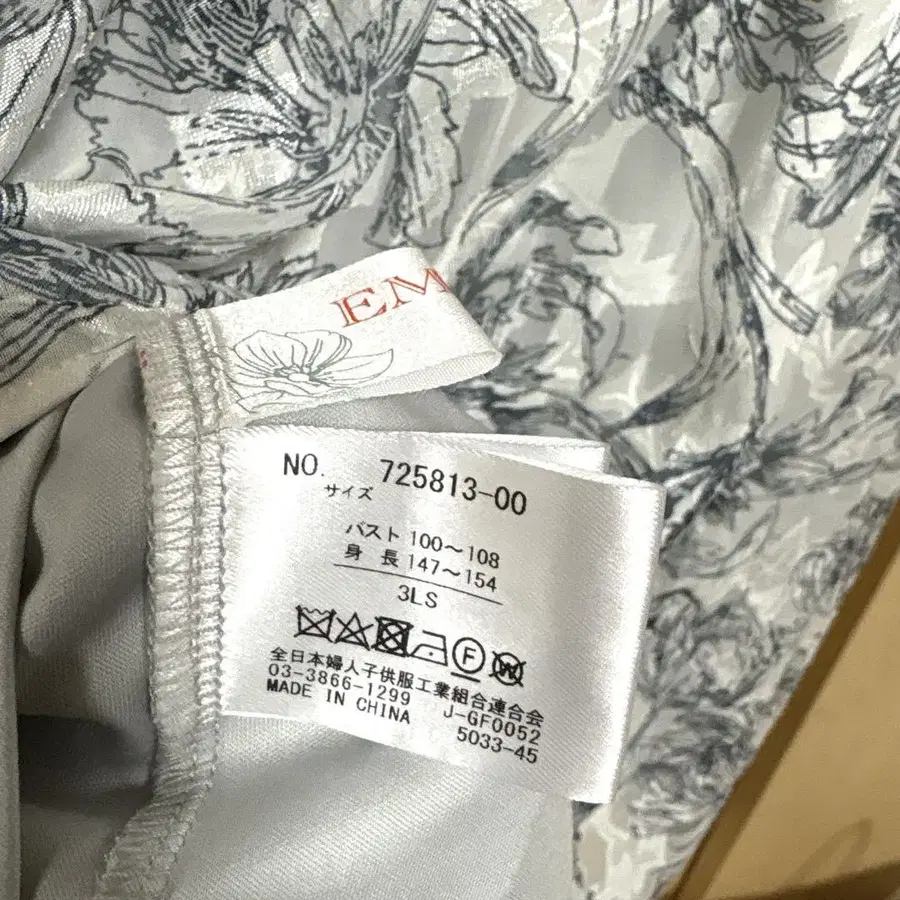 EM
NO. 725813-00
サイズ
バスト 100~108
身 長 147~154
3LS
F W
全日本婦人子供服工業組合連合会
03-3866-1299 J-GF0052
MADE IN CHINA 5033-45